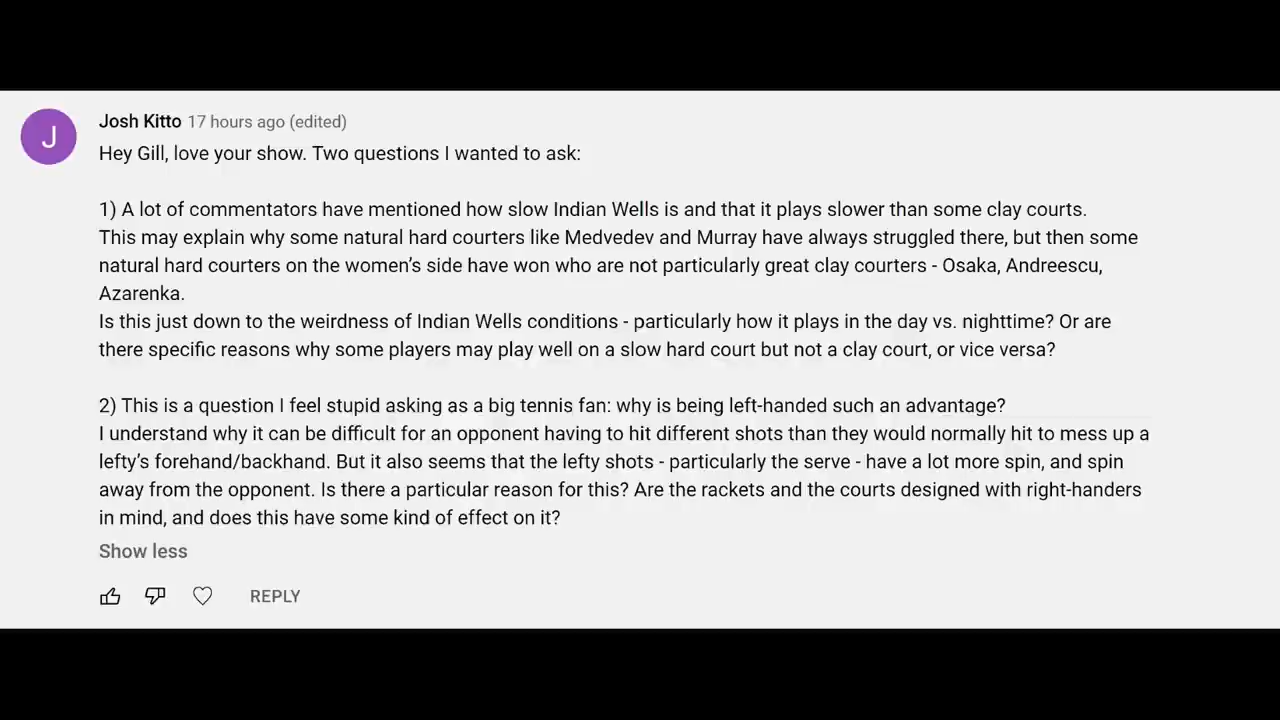 J
Josh Kitto 17 hours ago (edited)
Hey Gill, love your show. Two questions I wanted to ask:
1) A lot of commentators have mentioned how slow Indian Wells is and that it plays slower than some clay courts.
This may explain why some natural hard courters like Medvedev and Murray have always struggled there, but then some
natural hard courters on the women's side have won who are not particularly great clay courters - Osaka, Andreescu,
Azarenka.
Is this just down to the weirdness of Indian Wells conditions - particularly how it plays in the day vs. nighttime? Or are
there specific reasons why some players may play well on a slow hard court but not a clay court, or vice versa?
2) This is a question I feel stupid asking as a big tennis fan: why is being left-handed such an advantage?
I understand why it can be difficult for an opponent having to hit different shots than they would normally hit to mess up a
lefty's forehand/backhand. But it also seems that the lefty shots - particularly the serve - have a lot more spin, and spin
away from the opponent. Is there a particular reason for this? Are the rackets and the courts designed with right-handers
in mind, and does this have some kind of effect on it?
Show less
REPLY